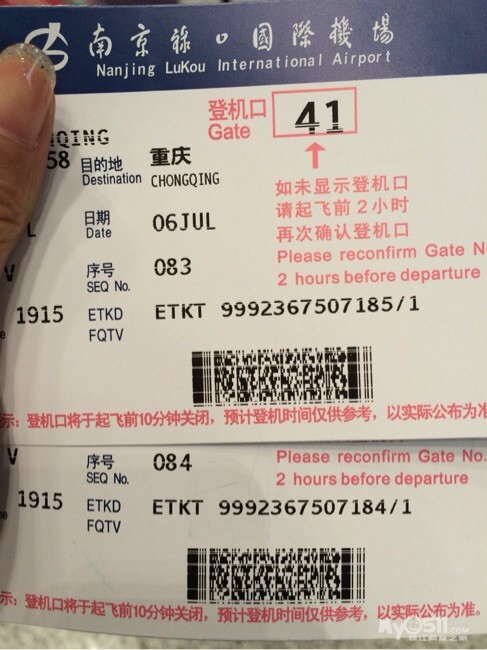 南京禄口國際機場
Nanjing LuKou International Airport
登机口
Gate
41
QING
58
目的地
Destination
重庆
CHONGQING
如未显示登机口
请起飞前2小时
再次确认登机口
Please reconfirm Gate No
2 hours before departure
L
日期
Date
06JUL
V
序号
SEQ No.
083
1915
ETKD
FQTV
ETKT 9992367507185/1
示：登机口将于起飞前10分钟关闭，预计登机时间仅供参考，以实际公布为准
V
序号
SEQ No.
084
Please reconfirm Gate No.
2 hours before departure
1915
ETKD
FQTV
ETKT 9992367507184/1
示：登机口将于起飞前10分钟关闭，预计登机时间仅供参考，以实际公布为准。